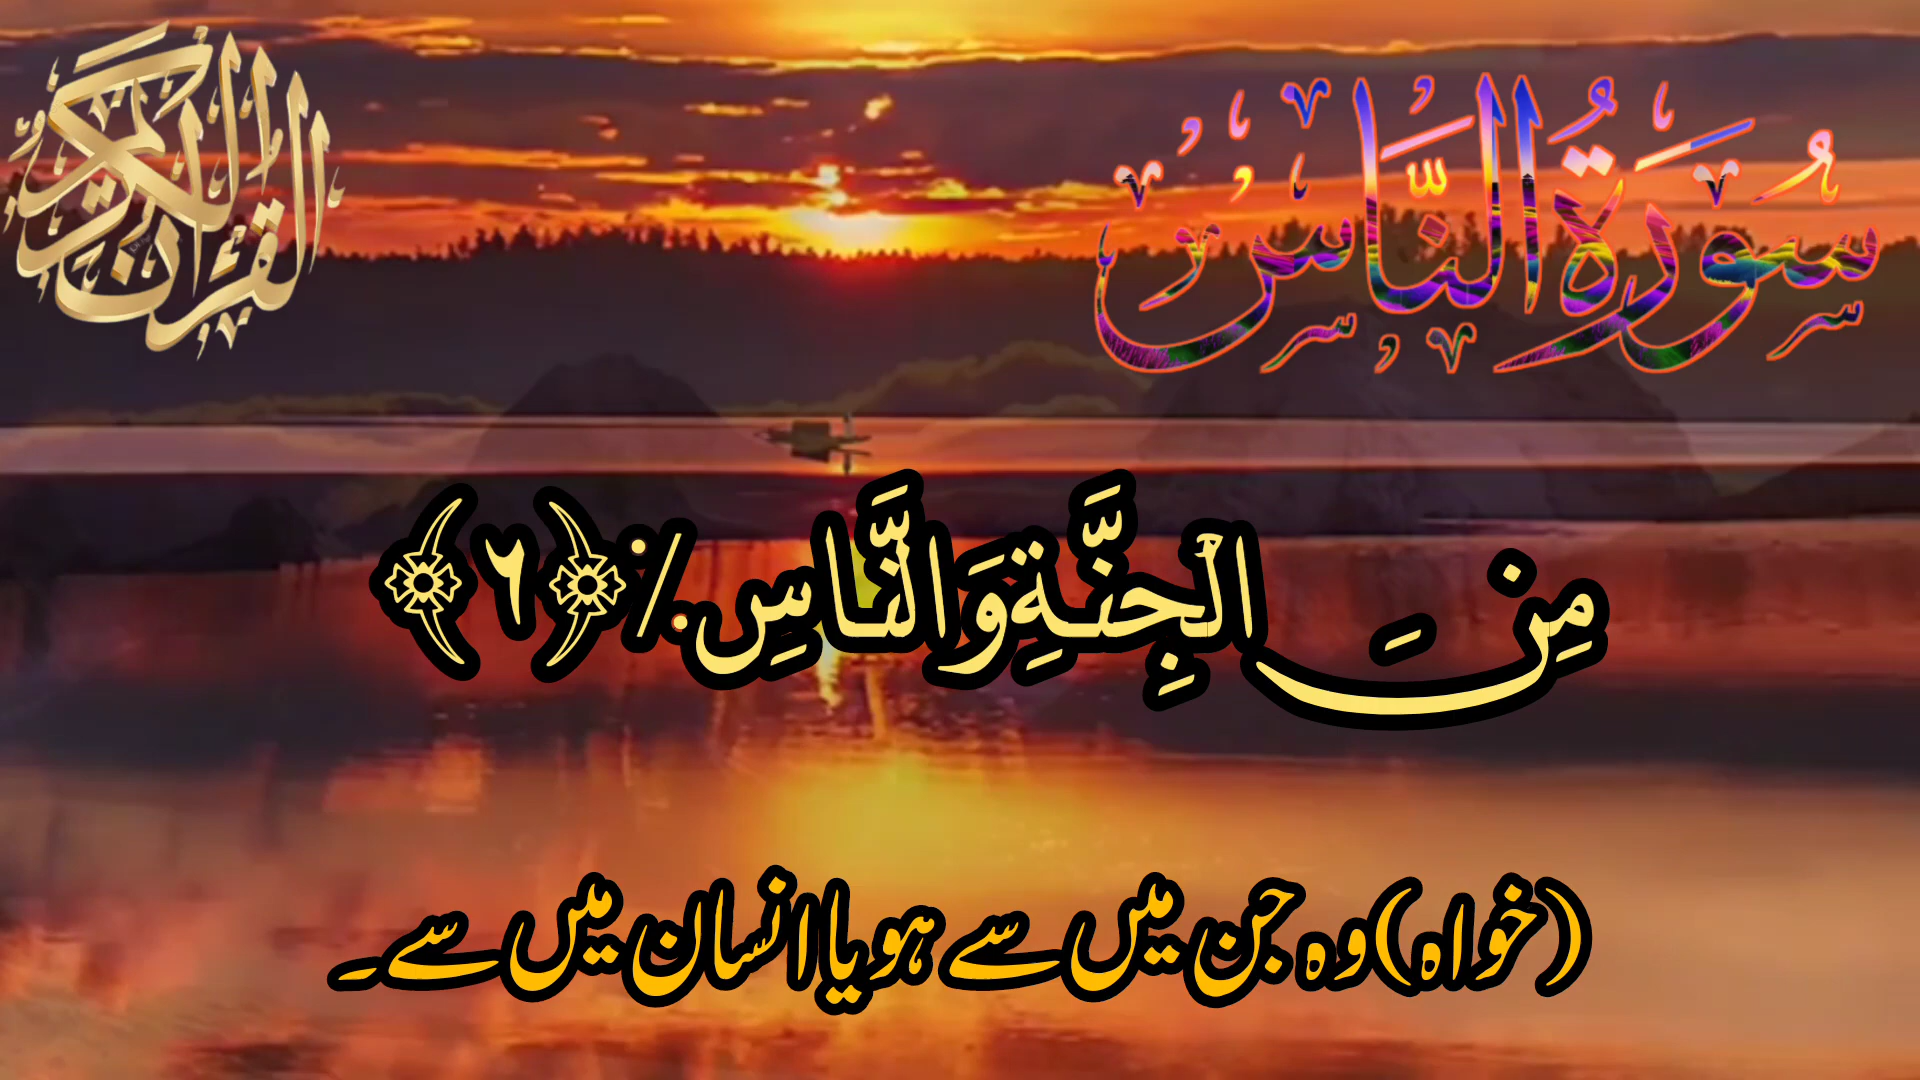 القرآن الكريم
سُورَةُ النَّاسِ
مِنَ الْجِنَّةِ وَالنَّاسِ٪﴿٦﴾
(خواہ) وہ جن میں سے ہو یا انسان میں سے۔